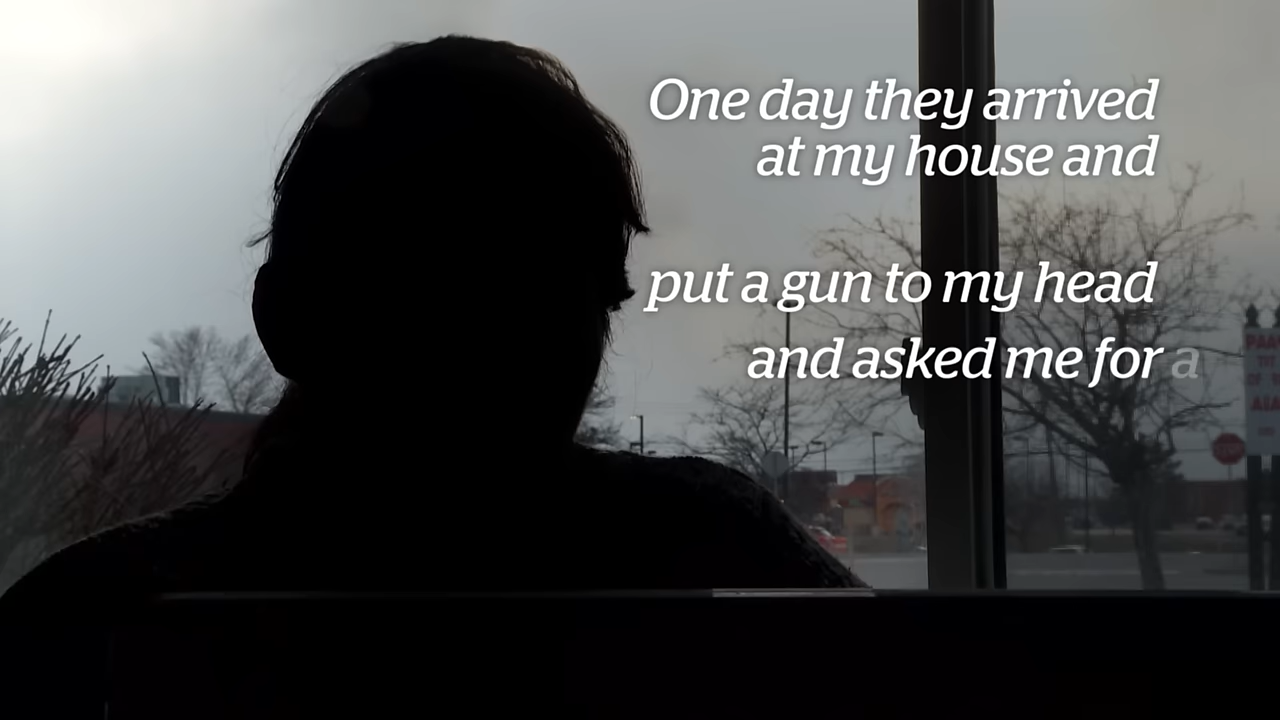 One day they arrived
at my house and
put a gun to my head
and asked me for a